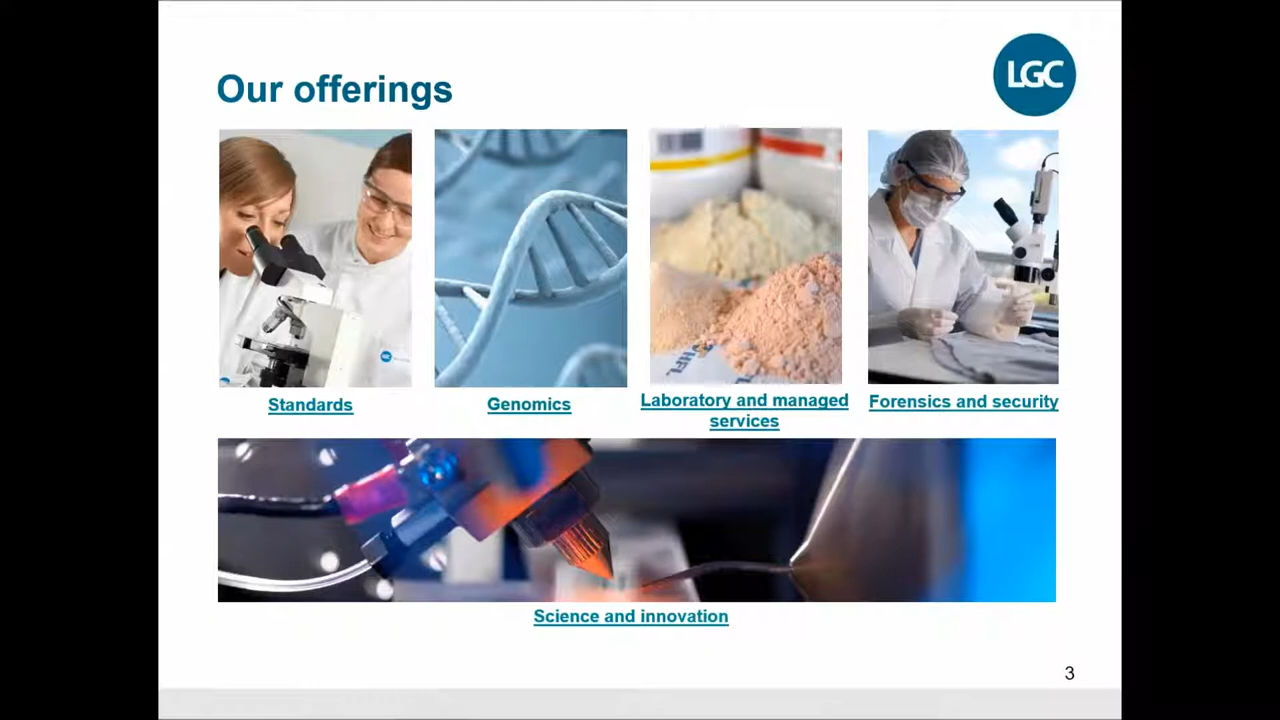 Our offerings
LGC
Standards
Genomics
Laboratory and managed
services
Forensics and security
Science and innovation
3